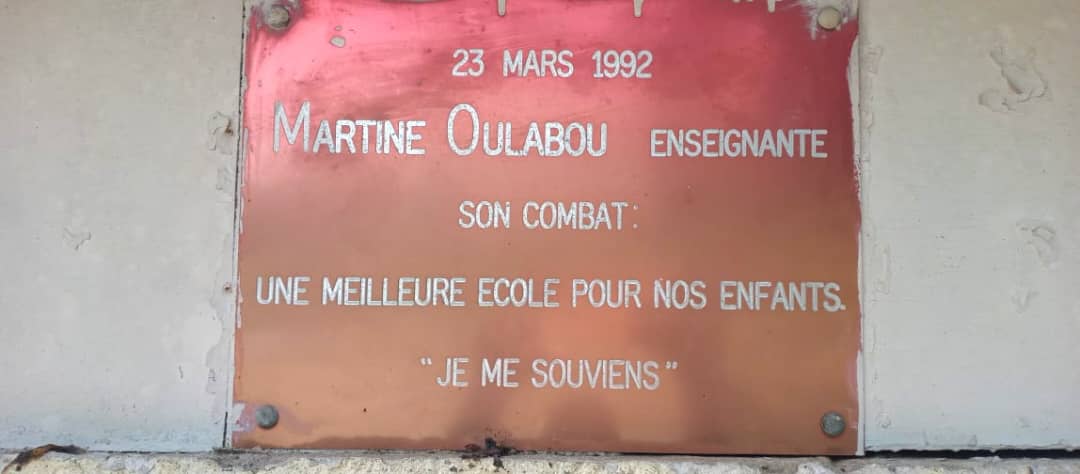 23 MARS 1992
MARTINE OULABOU ENSEIGNANTE
SON COMBAT:
UNE MEILLEURE ECOLE POUR NOS ENFANTS.
"JE ME SOUVIENS"